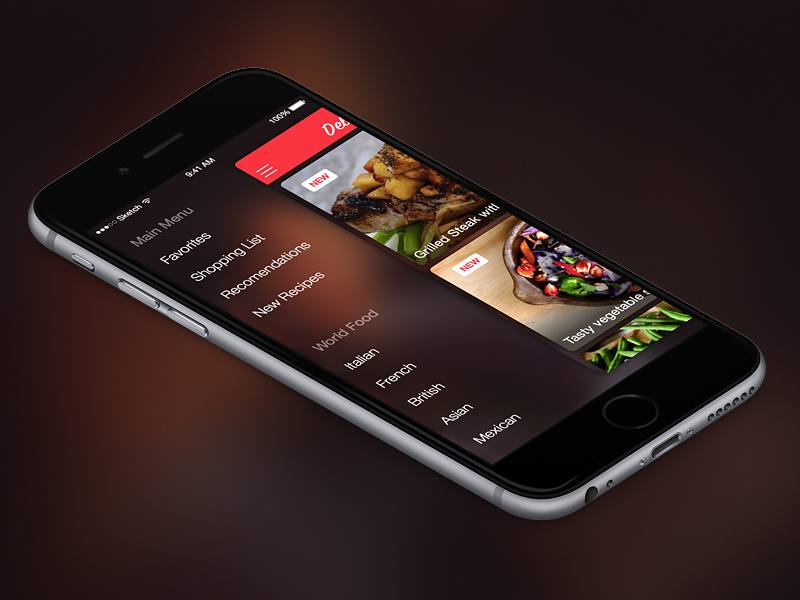 ●●●○○ Sketch
9:41 AM
100%
Main Menu
Favorites
Shopping List
Recomendations
New Recipes
World Food
Italian
French
British
Asian
Mexican
Del
NEW
Grilled Steak with
NEW
Tasty vegetable s